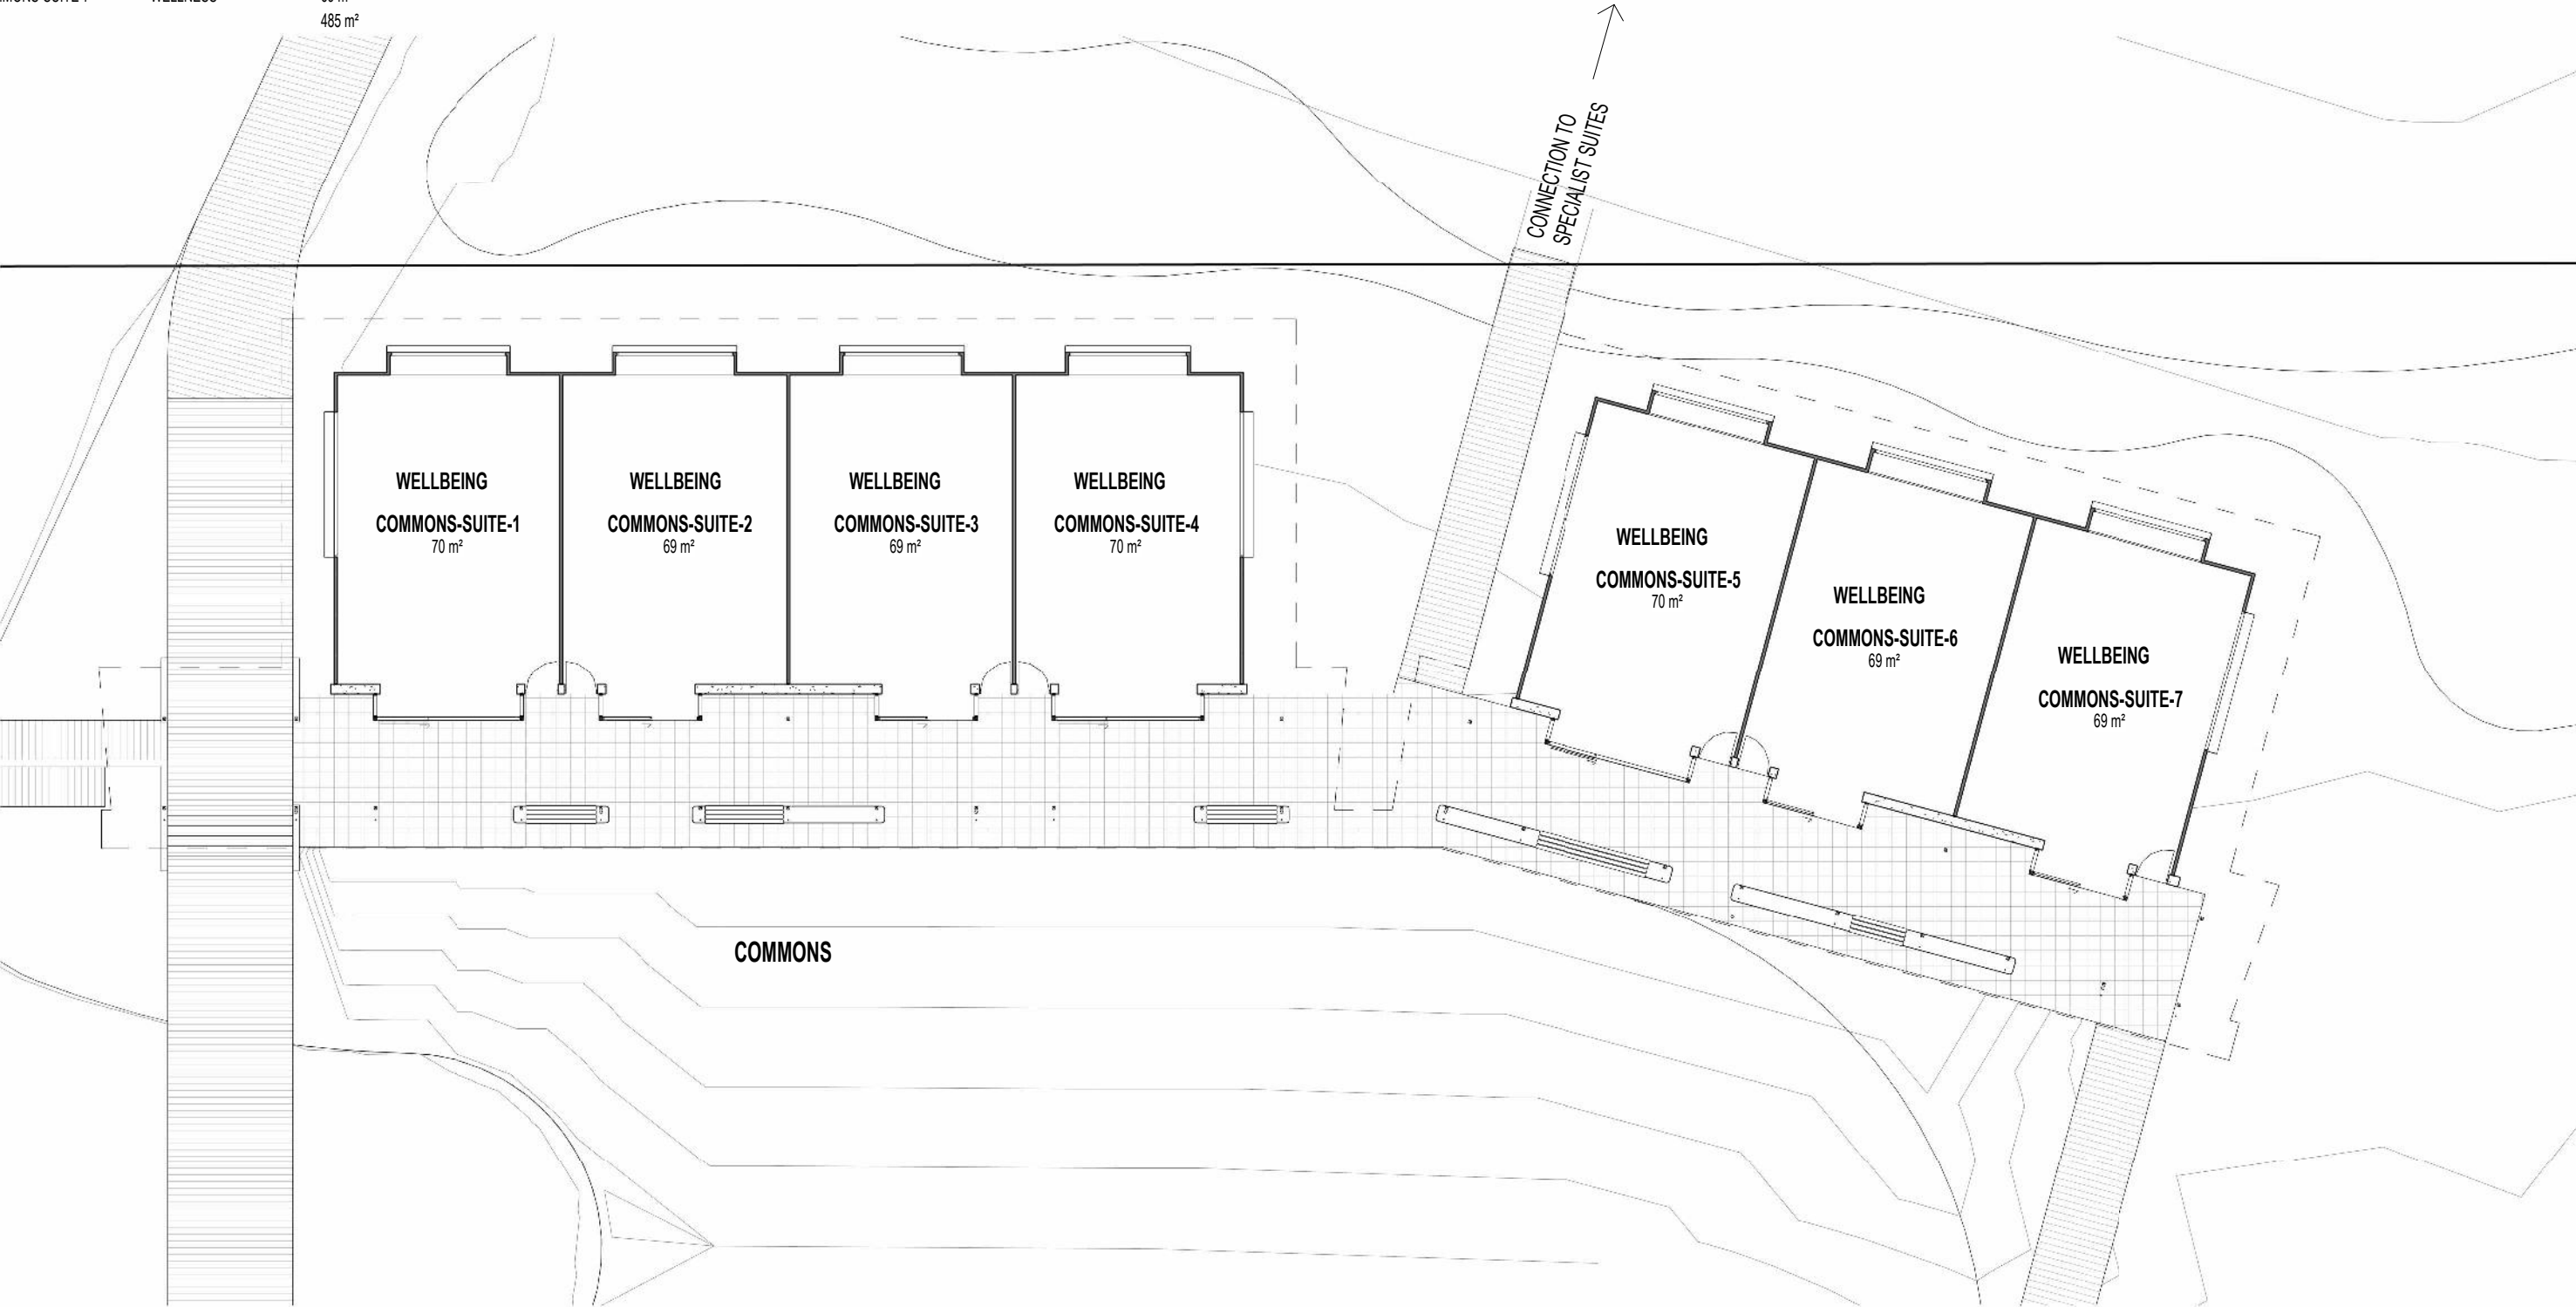 485 m²
CONNECTION TO
SPECIALIST SUITES
WELLBEING
COMMONS-SUITE-1
70 m²
WELLBEING
COMMONS-SUITE-2
69 m²
WELLBEING
COMMONS-SUITE-3
69 m²
WELLBEING
COMMONS-SUITE-4
70 m²
WELLBEING
COMMONS-SUITE-5
70 m²
WELLBEING
COMMONS-SUITE-6
69 m²
WELLBEING
COMMONS-SUITE-7
69 m²
COMMONS